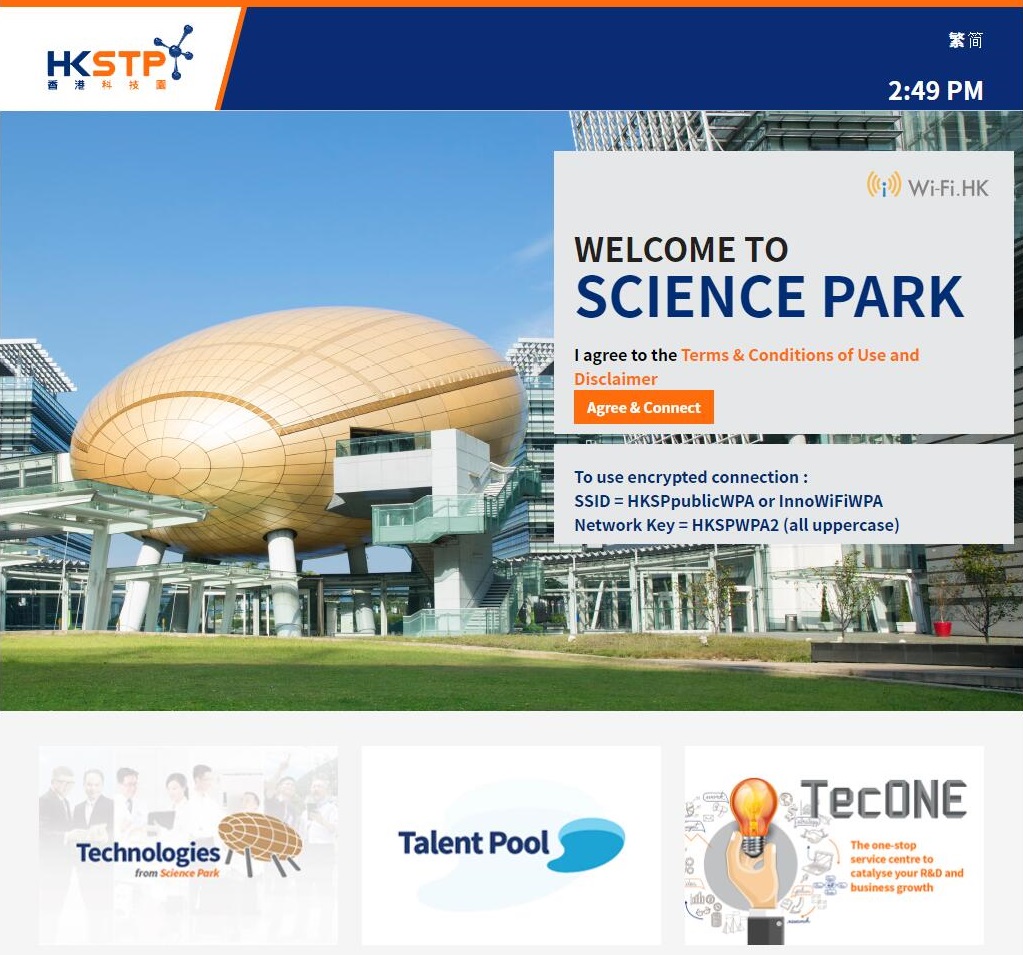 HKSTP
香港科技園
繁 简
2:49 PM
Wi-Fi.HK
WELCOME TO
SCIENCE PARK
I agree to the Terms & Conditions of Use and
Disclaimer
Agree & Connect
To use encrypted connection :
SSID = HKSPpublicWPA or InnoWiFiWPA
Network Key = HKSPWPA2 (all uppercase)
Technologies
from Science Park
Talent Pool
TecONE
The one-stop
service centre to
catalyse your R&D and
business growth